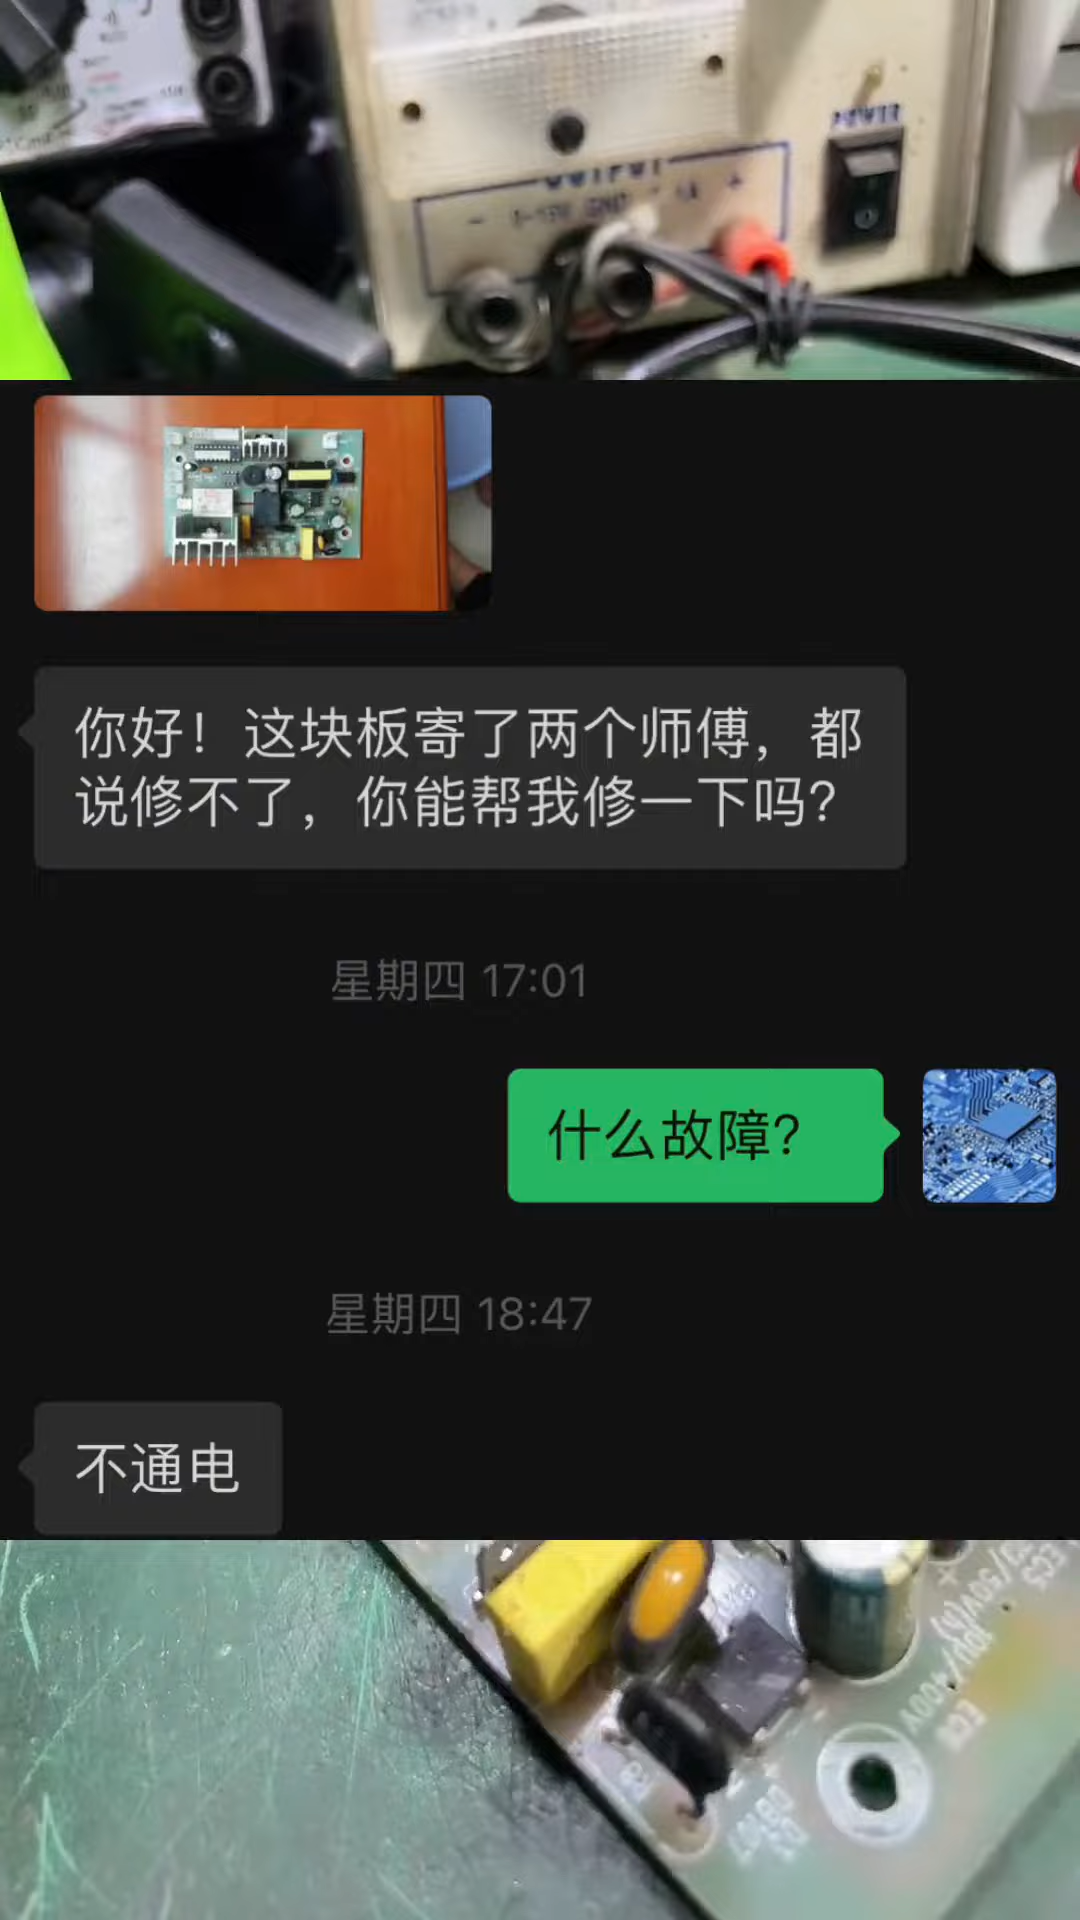 POWER
OUTPUT
你好！这块板寄了两个师傅，都
说修不了，你能帮我修一下吗？
星期四 17:01
什么故障？
星期四 18:47
不通电